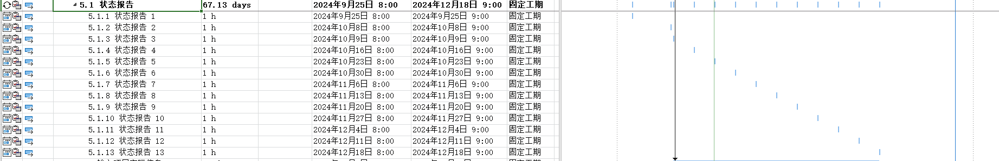 5.1 状态报告 67.13 days 2024年9月25日 8:00 2024年12月18日 9:00 固定工期
5.1.1 状态报告 1 1 h 2024年9月25日 8:00 2024年9月25日 9:00 固定工期
5.1.2 状态报告 2 1 h 2024年10月8日 8:00 2024年10月8日 9:00 固定工期
5.1.3 状态报告 3 1 h 2024年10月9日 8:00 2024年10月9日 9:00 固定工期
5.1.4 状态报告 4 1 h 2024年10月16日 8:00 2024年10月16日 9:00 固定工期
5.1.5 状态报告 5 1 h 2024年10月23日 8:00 2024年10月23日 9:00 固定工期
5.1.6 状态报告 6 1 h 2024年10月30日 8:00 2024年10月30日 9:00 固定工期
5.1.7 状态报告 7 1 h 2024年11月6日 8:00 2024年11月6日 9:00 固定工期
5.1.8 状态报告 8 1 h 2024年11月13日 8:00 2024年11月13日 9:00 固定工期
5.1.9 状态报告 9 1 h 2024年11月20日 8:00 2024年11月20日 9:00 固定工期
5.1.10 状态报告 10 1 h 2024年11月27日 8:00 2024年11月27日 9:00 固定工期
5.1.11 状态报告 11 1 h 2024年12月4日 8:00 2024年12月4日 9:00 固定工期
5.1.12 状态报告 12 1 h 2024年12月11日 8:00 2024年12月11日 9:00 固定工期
5.1.13 状态报告 13 1 h 2024年12月18日 8:00 2024年12月18日 9:00 固定工期